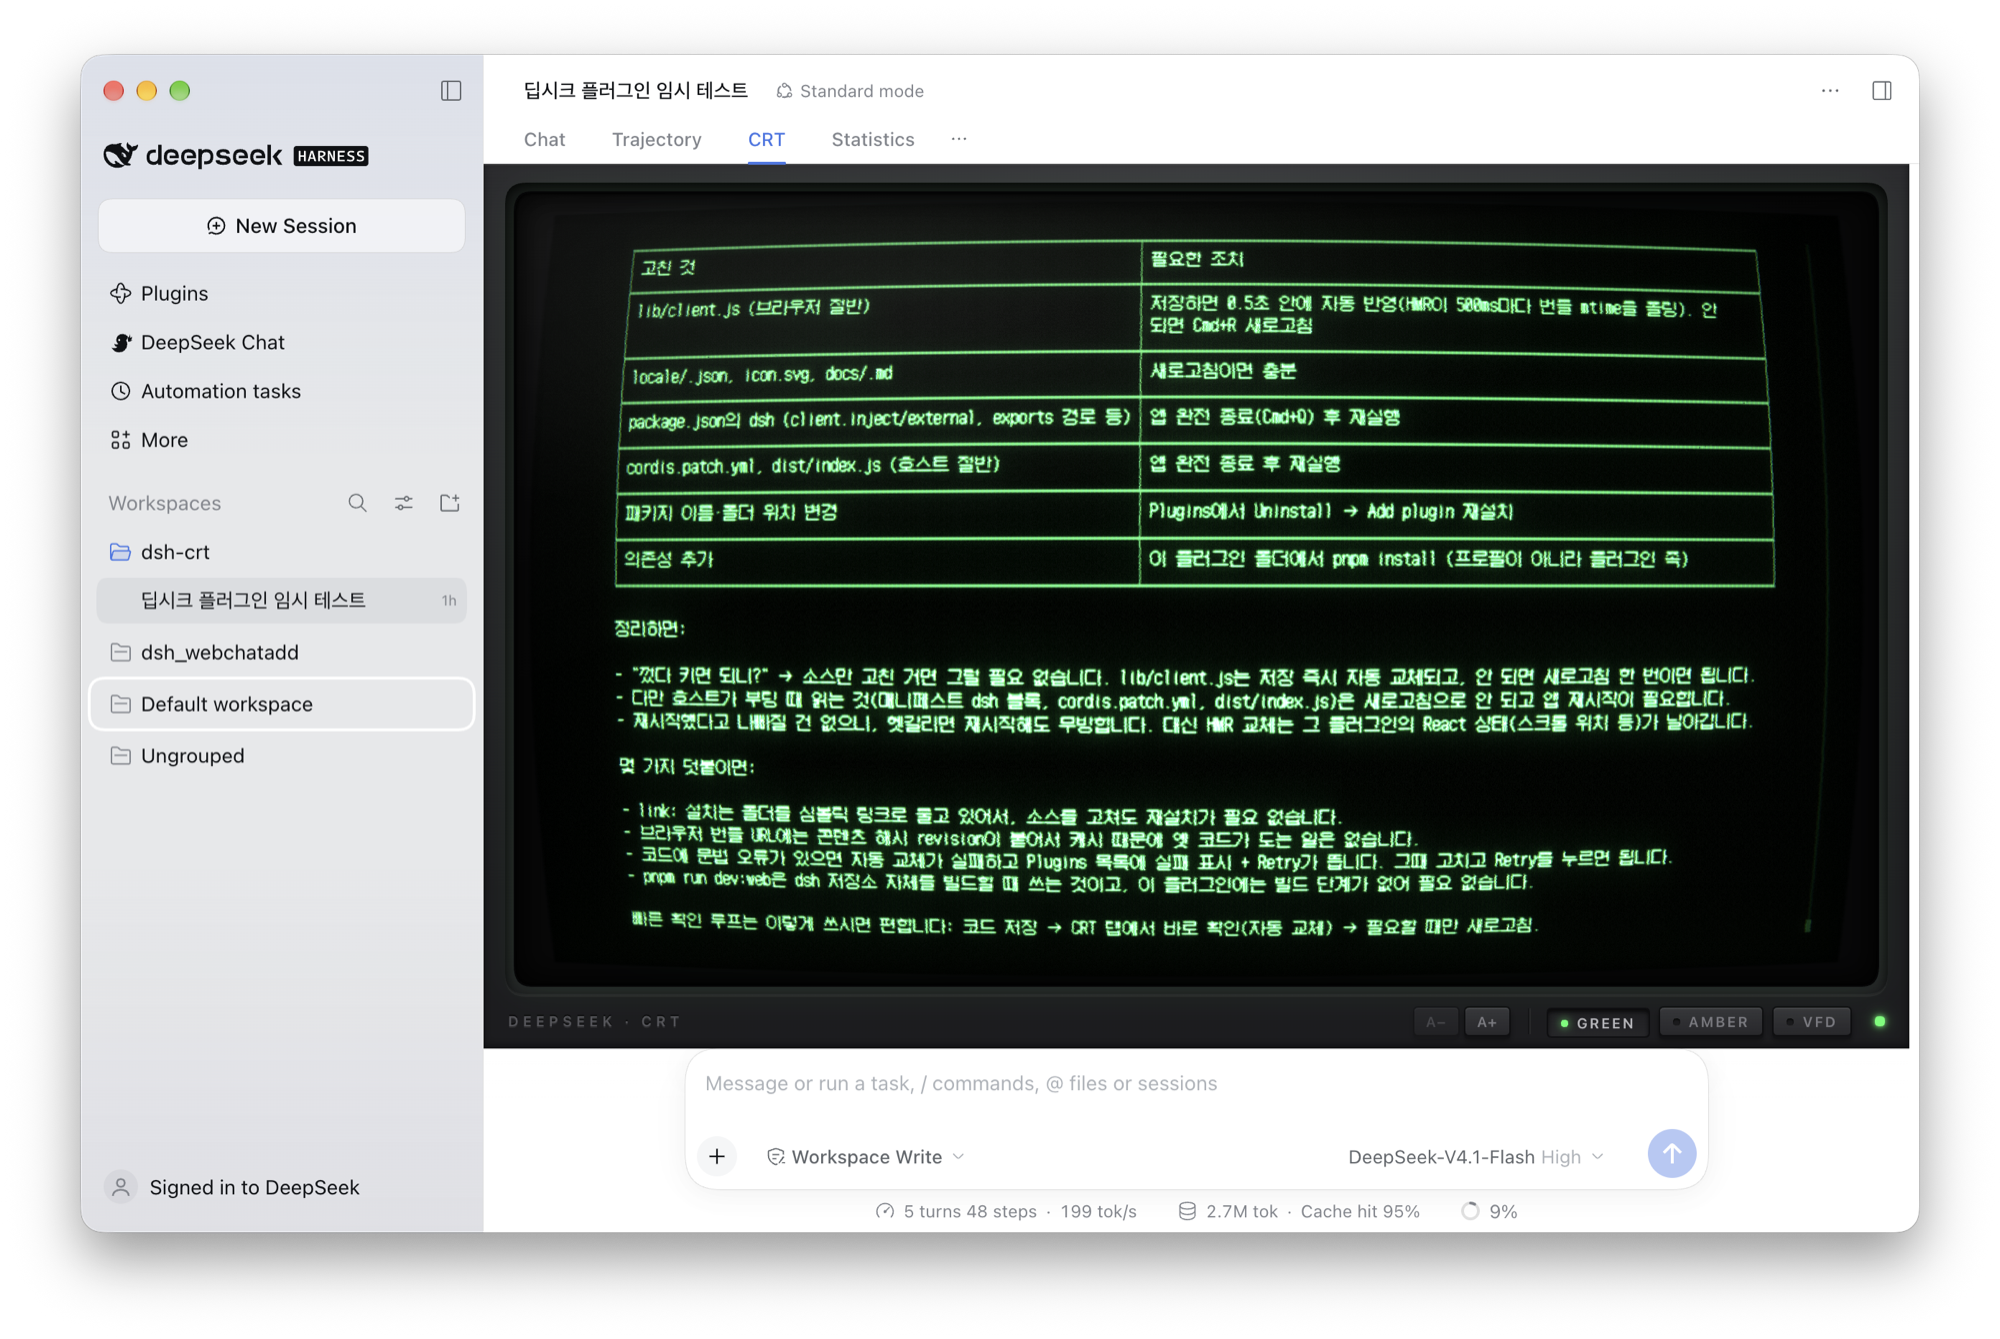 딥시크 플러그인 임시 테스트
Standard mode
Chat
Trajectory
CRT
Statistics
deepseek HARNESS
New Session
Plugins
DeepSeek Chat
Automation tasks
More
Workspaces
dsh-crt
딥시크 플러그인 임시 테스트 1h
dsh_webchatadd
Default workspace
Ungrouped
Signed in to DeepSeek
고친 것
필요한 조치
lib/client.js (브라우저 절반)
저장하면 0.5초 안에 자동 반영(HMR이 500ms마다 번들 mtime을 폴링). 안
되면 Cmd+R 새로고침
locale/.json, icon.svg, docs/.md
새로고침이면 충분
package.json의 dsh (client.inject/external, exports 경로 등)
앱 완전 종료(Cmd+Q) 후 재실행
cordis.patch.yml, dist/index.js (호스트 절반)
앱 완전 종료 후 재실행
패키지 이름·폴더 위치 변경
Plugins에서 Uninstall → Add plugin 재설치
의존성 추가
이 플러그인 폴더에서 pnpm install (프로필이 아니라 플러그인 쪽)
정리하면:
- "껐다 키면 되니?" → 소스만 고친 거면 그럴 필요 없습니다. lib/client.js는 저장 즉시 자동 교체되고, 안 되면 새로고침 한 번이면 됩니다.
- 다만 호스트가 부팅 때 읽는 것(매니페스트 dsh 블록, cordis.patch.yml, dist/index.js)은 새로고침으로 안 되고 앱 재시작이 필요합니다.
- 재시작했다고 나빠질 건 없으니, 헷갈리면 재시작해도 무방합니다. 대신 HMR 교체는 그 플러그인의 React 상태(스크롤 위치 등)가 날아갑니다.
몇 가지 덧붙이면:
- link: 설치는 폴더를 심볼릭 링크로 물고 있어서, 소스를 고쳐도 재설치가 필요 없습니다.
- 브라우저 번들 URL에는 콘텐츠 해시 revision이 붙어서 캐시 때문에 옛 코드가 도는 일은 없습니다.
- 코드에 문법 오류가 있으면 자동 교체가 실패하고 Plugins 목록에 실패 표시 + Retry가 뜹니다. 그때 고치고 Retry를 누르면 됩니다.
- pnpm run dev:web은 dsh 저장소 자체를 빌드할 때 쓰는 것이고, 이 플러그인에는 빌드 단계가 없어 필요 없습니다.
빠른 확인 루프는 이렇게 쓰시면 편합니다: 코드 저장 → CRT 탭에서 바로 확인(자동 교체) → 필요할 때만 새로고침.
DEEPSEEK · CRT
A-
A+
GREEN
AMBER
VFD
Message or run a task, / commands, @ files or sessions
Workspace Write
DeepSeek-V4.1-Flash High
5 turns 48 steps · 199 tok/s
2.7M tok · Cache hit 95%
9%